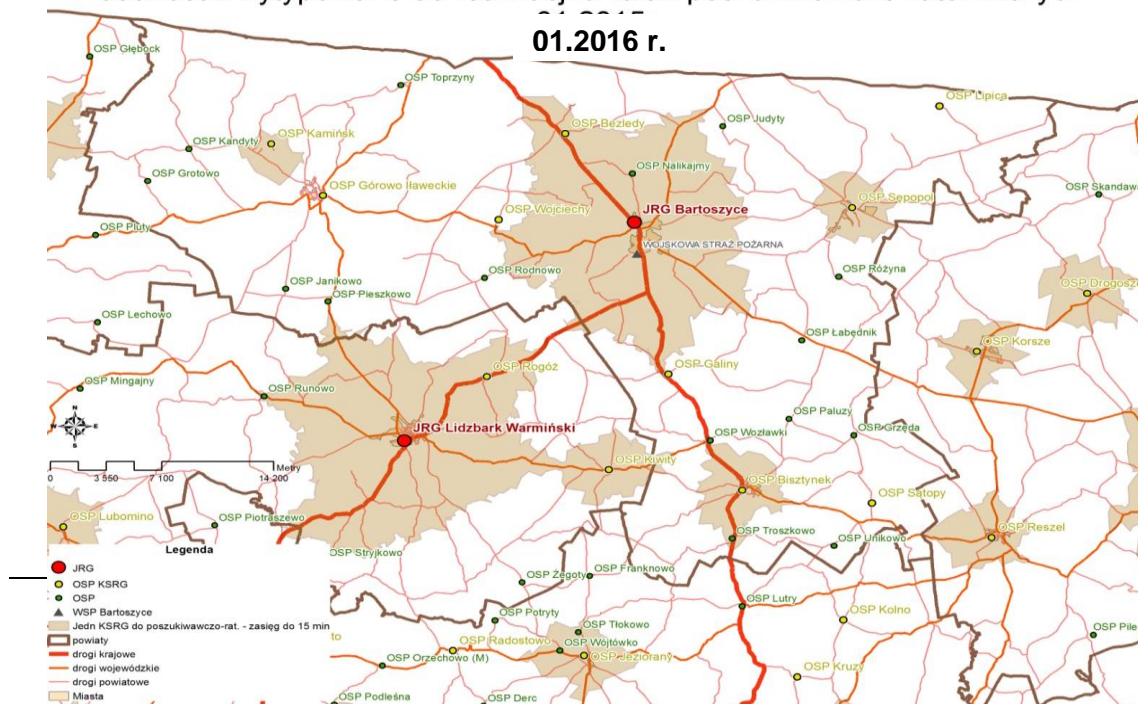 01.2016 r.
OSP Głębock
OSP Toprzyny
OSP Lipica
OSP Bezledy
OSP Judyty
OSP Kamińsk
OSP Kandyty
OSP Nalikajmy
OSP Grotowo
OSP Górowo Iławeckie
OSP Skandaw
OSP Sępopol
JRG Bartoszyce
OSP Wojciechy
OSP Pluty
WOJSKOWA STRAŻ POŻARNA
OSP Rodnowo
OSP Różyna
OSP Janikowo
OSP Drogosze
OSP Pieszkowo
OSP Lechowo
OSP Łabędnik
OSP Korsze
OSP Rogóż
OSP Galiny
OSP Mingajny
OSP Runowo
OSP Paluzy
N
W E
S
JRG Lidzbark Warmiński
OSP Grzęda
OSP Wozławki
OSP Kiwity
Metry
0 3 550 7 100 14 200
OSP Bisztynek
OSP Satopy
OSP Lubomino
OSP Piotraszewo
OSP Troszkowo
OSP Reszel
OSP Unikowo
OSP Stryjkowo
OSP Franknowo
OSP Żegoty
OSP Lutry
OSP Kolno
OSP Potryty
OSP Tłokowo
OSP Pile
OSP Radostowo
OSP Wójtówko
OSP Jeziorany
OSP Orzechowo (M)
OSP Kruzy
OSP Podleśna
OSP Derc
Legenda
JRG
OSP KSRG
OSP
WSP Bartoszyce
Jedn KSRG do poszukiwawczo-rat. - zasięg do 15 min
powiaty
drogi krajowe
drogi wojewódzkie
drogi powiatowe
Miasta